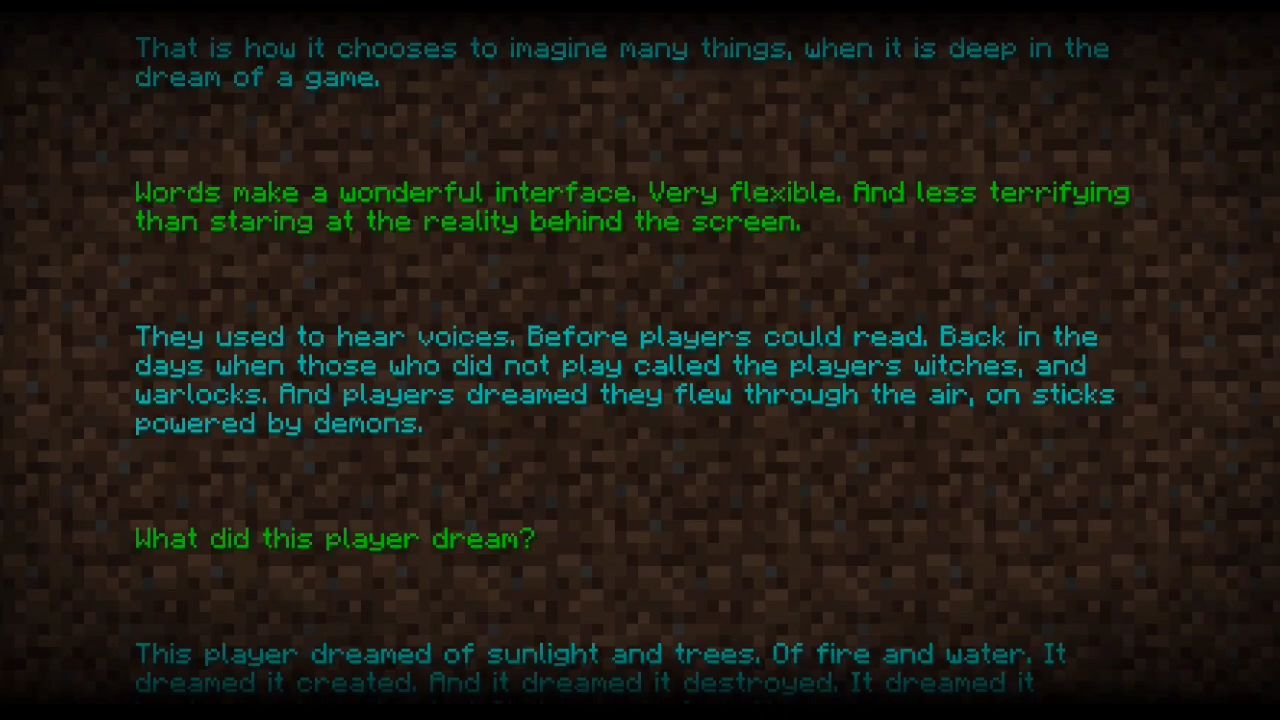 That is how it chooses to imagine many things, when it is deep in the
dream of a game.
Words make a wonderful interface. Very flexible. And less terrifying
than staring at the reality behind the screen.
They used to hear voices. Before players could read. Back in the
days when those who did not play called the players witches, and
warlocks. And players dreamed they flew through the air, on sticks
powered by demons.
What did this player dream?
This player dreamed of sunlight and trees. Of fire and water. It
dreamed it created. And it dreamed it destroyed. It dreamed it